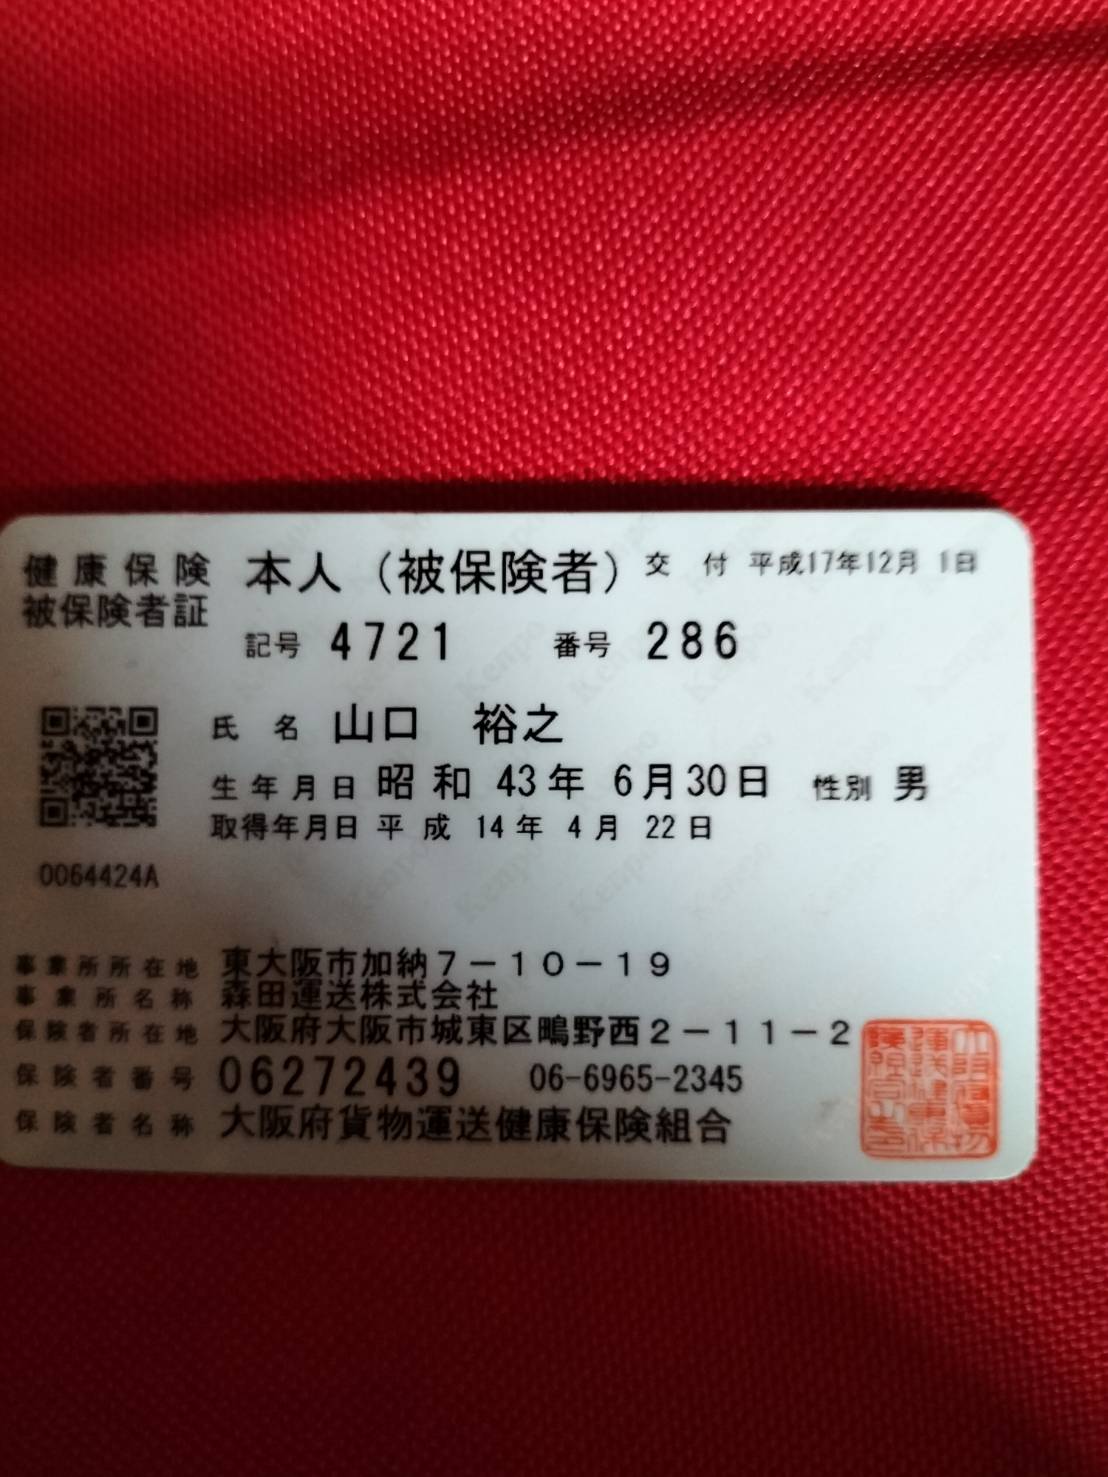 健康保険 本人（被保険者） 交付 平成17年12月 1日
被保険者証
記号 4721 番号 286
氏名 山口 裕之
生年月日 昭和 43年 6月30日 性別 男
取得年月日 平成 14年 4月 22日
0064424A
事業所所在地 東大阪市加納7－10－19
事業所名称 森田運送株式会社
保険者所在地 大阪府大阪市城東区鴫野西2－11－2
保険者番号 06272439 06-6965-2345
保険者名称 大阪府貨物運送健康保険組合